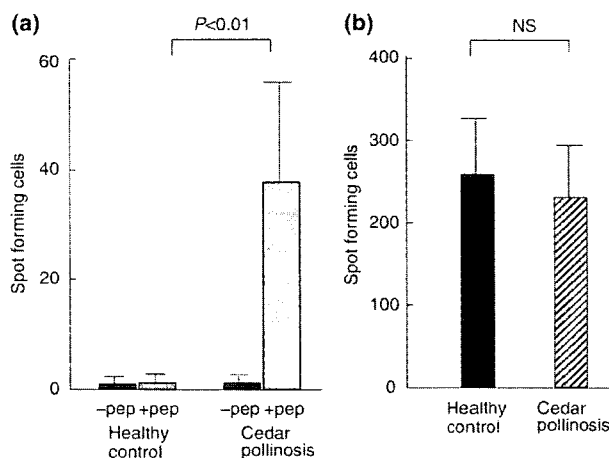 (a)
P<0.01
Spot forming cells
60
40
20
0
–pep +pep
–pep +pep
Healthy control
Cedar pollinosis
(b)
NS
Spot forming cells
400
300
200
100
0
Healthy control
Cedar pollinosis